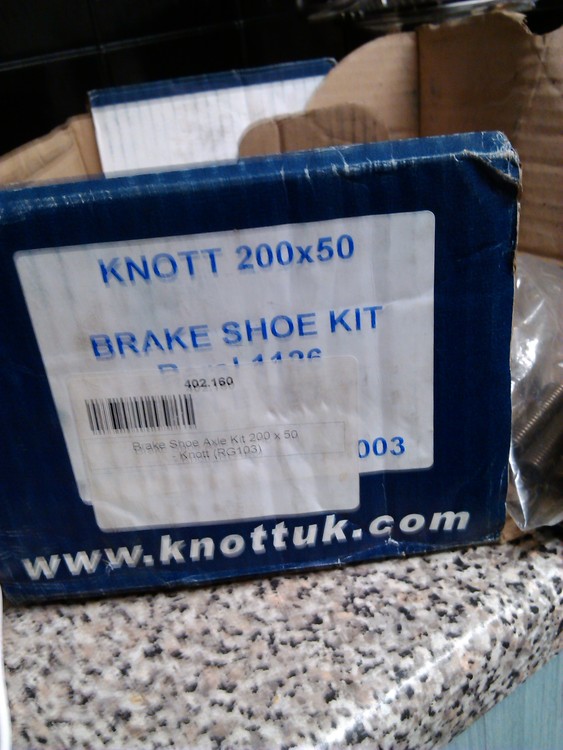 KNOTT 200x50
BRAKE SHOE KIT
402.160
Brake Shoe Axle Kit 200 x 50
- Knott (RG103)
003
www.knottuk.com